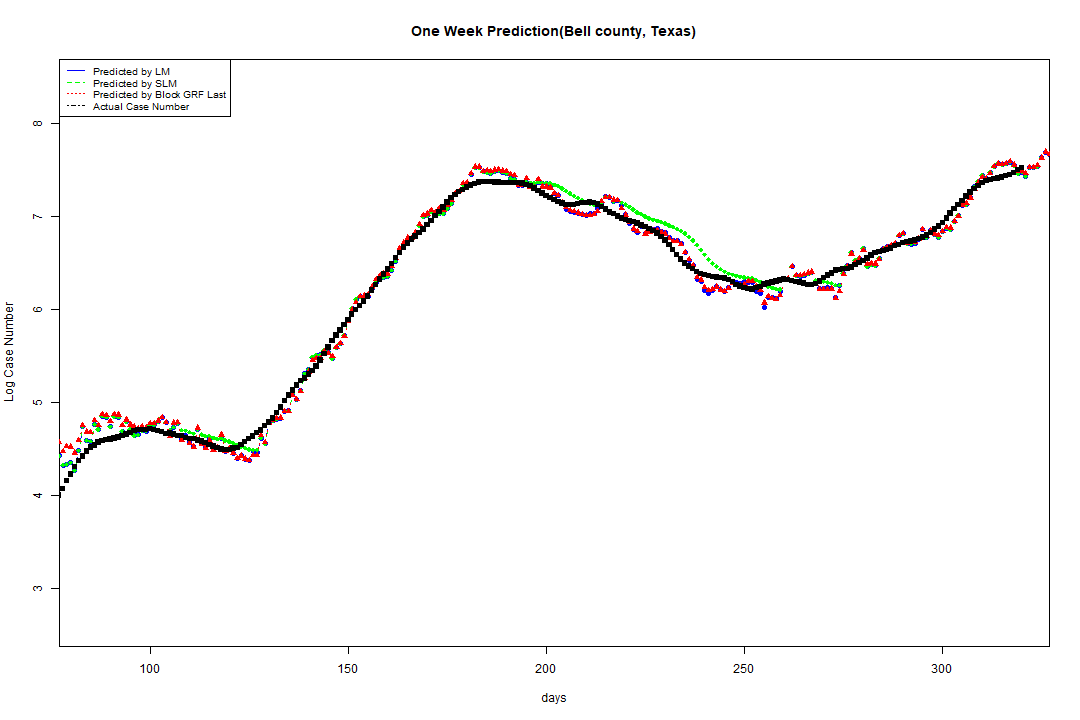 One Week Prediction(Bell county, Texas)
Predicted by LM
Predicted by SLM
Predicted by Block GRF Last
Actual Case Number
8
7
6
5
4
3
Log Case Number
100 150 200 250 300
days